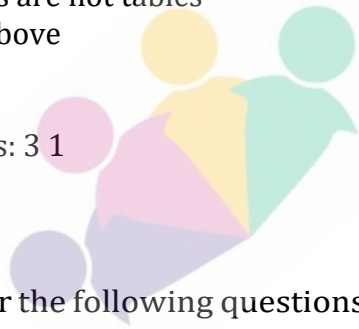 s are not tables
bove
s: 3 1
r the following questions